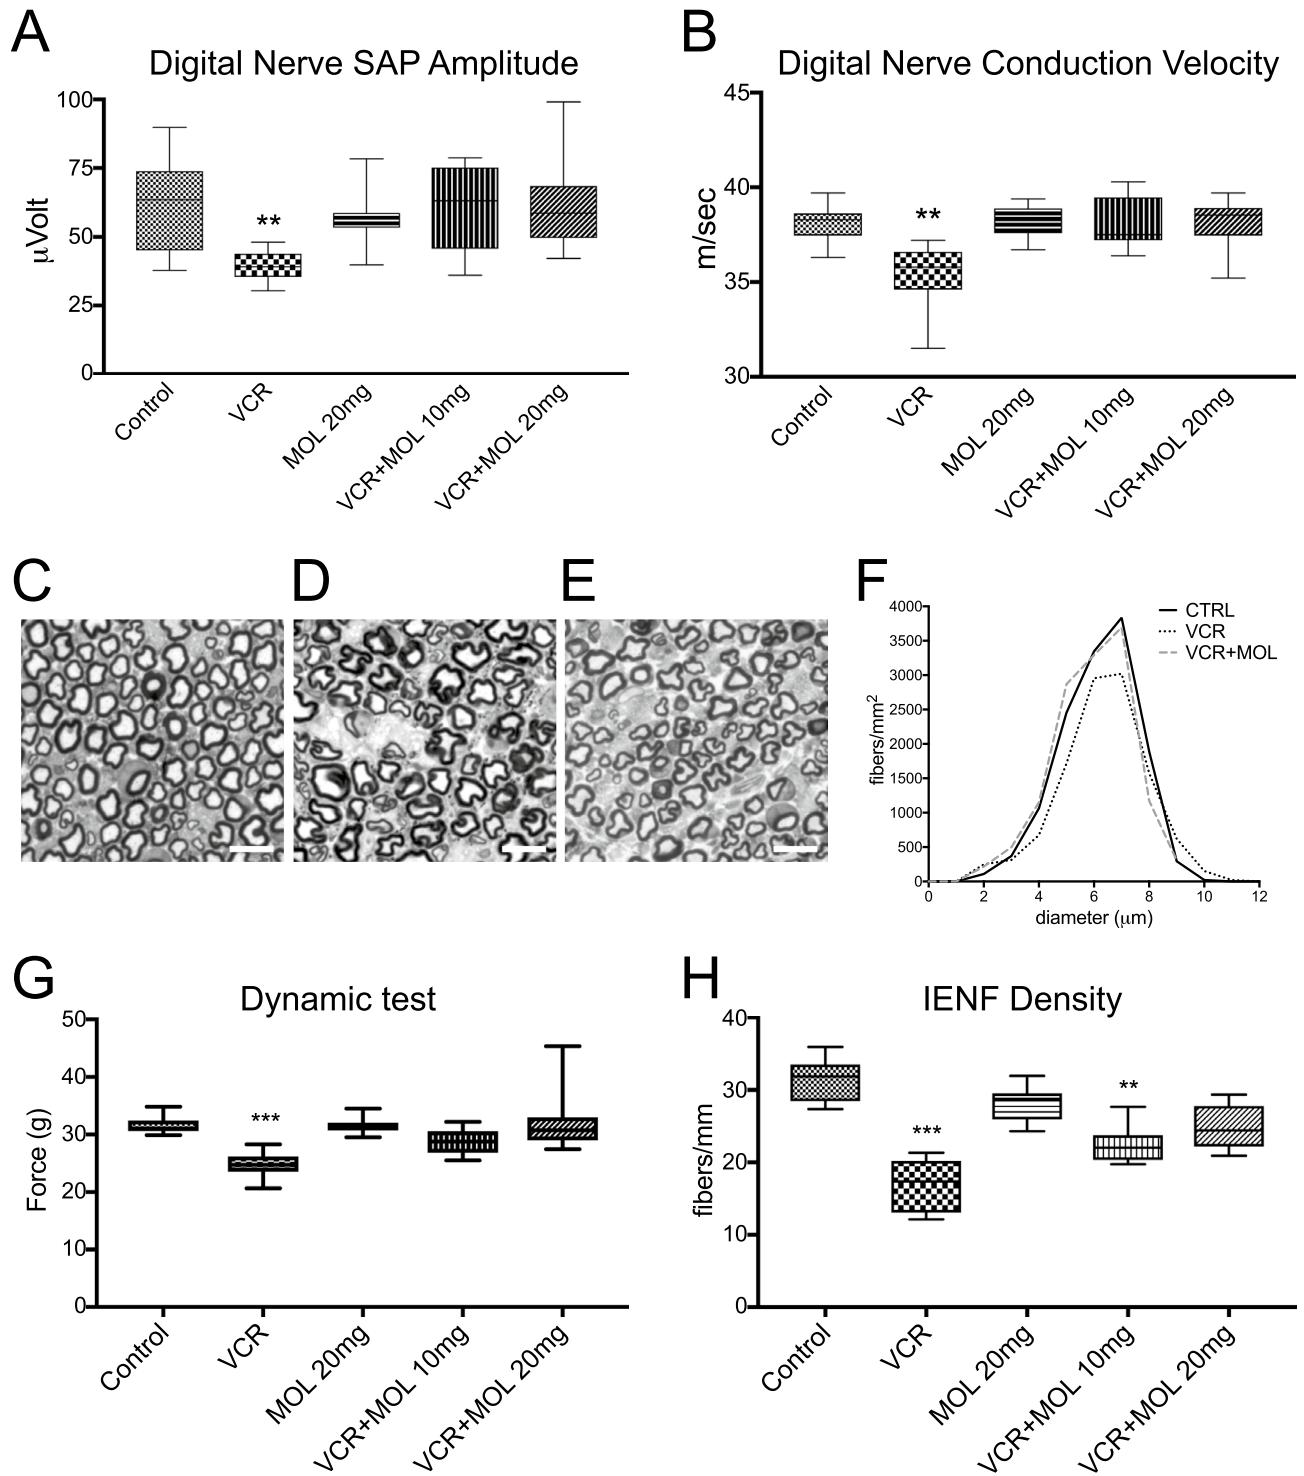 A
Digital Nerve SAP Amplitude
100
75
50
25
0
μVolt
**
Control
VCR
MOL 20mg
VCR+MOL 10mg
VCR+MOL 20mg
B
Digital Nerve Conduction Velocity
45
40
35
30
m/sec
**
Control
VCR
MOL 20mg
VCR+MOL 10mg
VCR+MOL 20mg
C
D
E
F
4000
3500
3000
2500
2000
1500
1000
500
0
fibers/mm²
CTRL
VCR
VCR+MOL
0 2 4 6 8 10 12
diameter (μm)
G
Dynamic test
50
40
30
20
10
0
Force (g)
***
Control
VCR
MOL 20mg
VCR+MOL 10mg
VCR+MOL 20mg
H
IENF Density
40
30
20
10
0
fibers/mm
***
**
Control
VCR
MOL 20mg
VCR+MOL 10mg
VCR+MOL 20mg